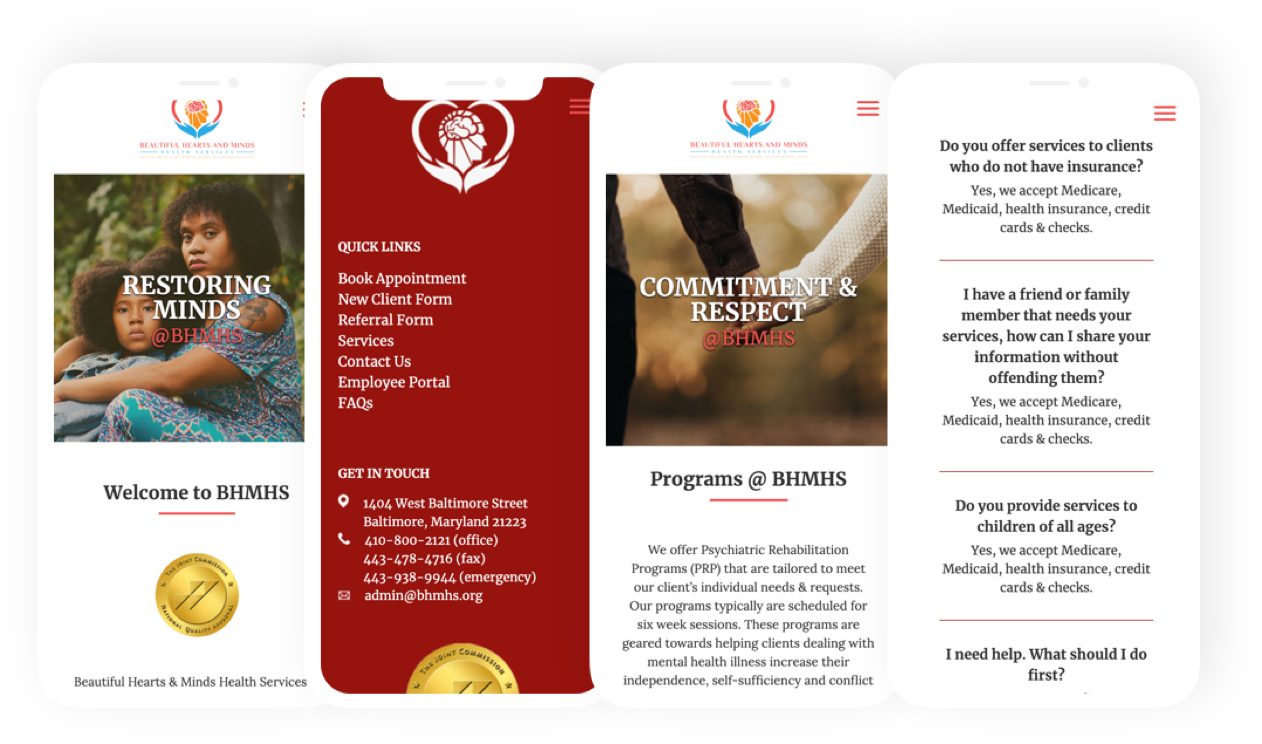 BEAUTIFUL HEARTS AND MINDS
HEALTH SERVICES
RESTORING
MINDS
@BHMHS
Welcome to BHMHS
THE JOINT COMMISSION
NATIONAL QUALITY APPROVAL
Beautiful Hearts & Minds Health Services
QUICK LINKS
Book Appointment
New Client Form
Referral Form
Services
Contact Us
Employee Portal
FAQs
GET IN TOUCH
1404 West Baltimore Street
Baltimore, Maryland 21223
410-800-2121 (office)
443-478-4716 (fax)
443-938-9944 (emergency)
admin@bhmhs.org
THE JOINT COMMISSION
BEAUTIFUL HEARTS AND MINDS
HEALTH SERVICES
COMMITMENT &
RESPECT
@BHMHS
Programs @ BHMHS
We offer Psychiatric Rehabilitation
Programs (PRP) that are tailored to meet
our client's individual needs & requests.
Our programs typically are scheduled for
six week sessions. These programs are
geared towards helping clients dealing with
mental health illness increase their
independence, self-sufficiency and conflict
Do you offer services to clients
who do not have insurance?
Yes, we accept Medicare,
Medicaid, health insurance, credit
cards & checks.
I have a friend or family
member that needs your
services, how can I share your
information without
offending them?
Yes, we accept Medicare,
Medicaid, health insurance, credit
cards & checks.
Do you provide services to
children of all ages?
Yes, we accept Medicare,
Medicaid, health insurance, credit
cards & checks.
I need help. What should I do
first?